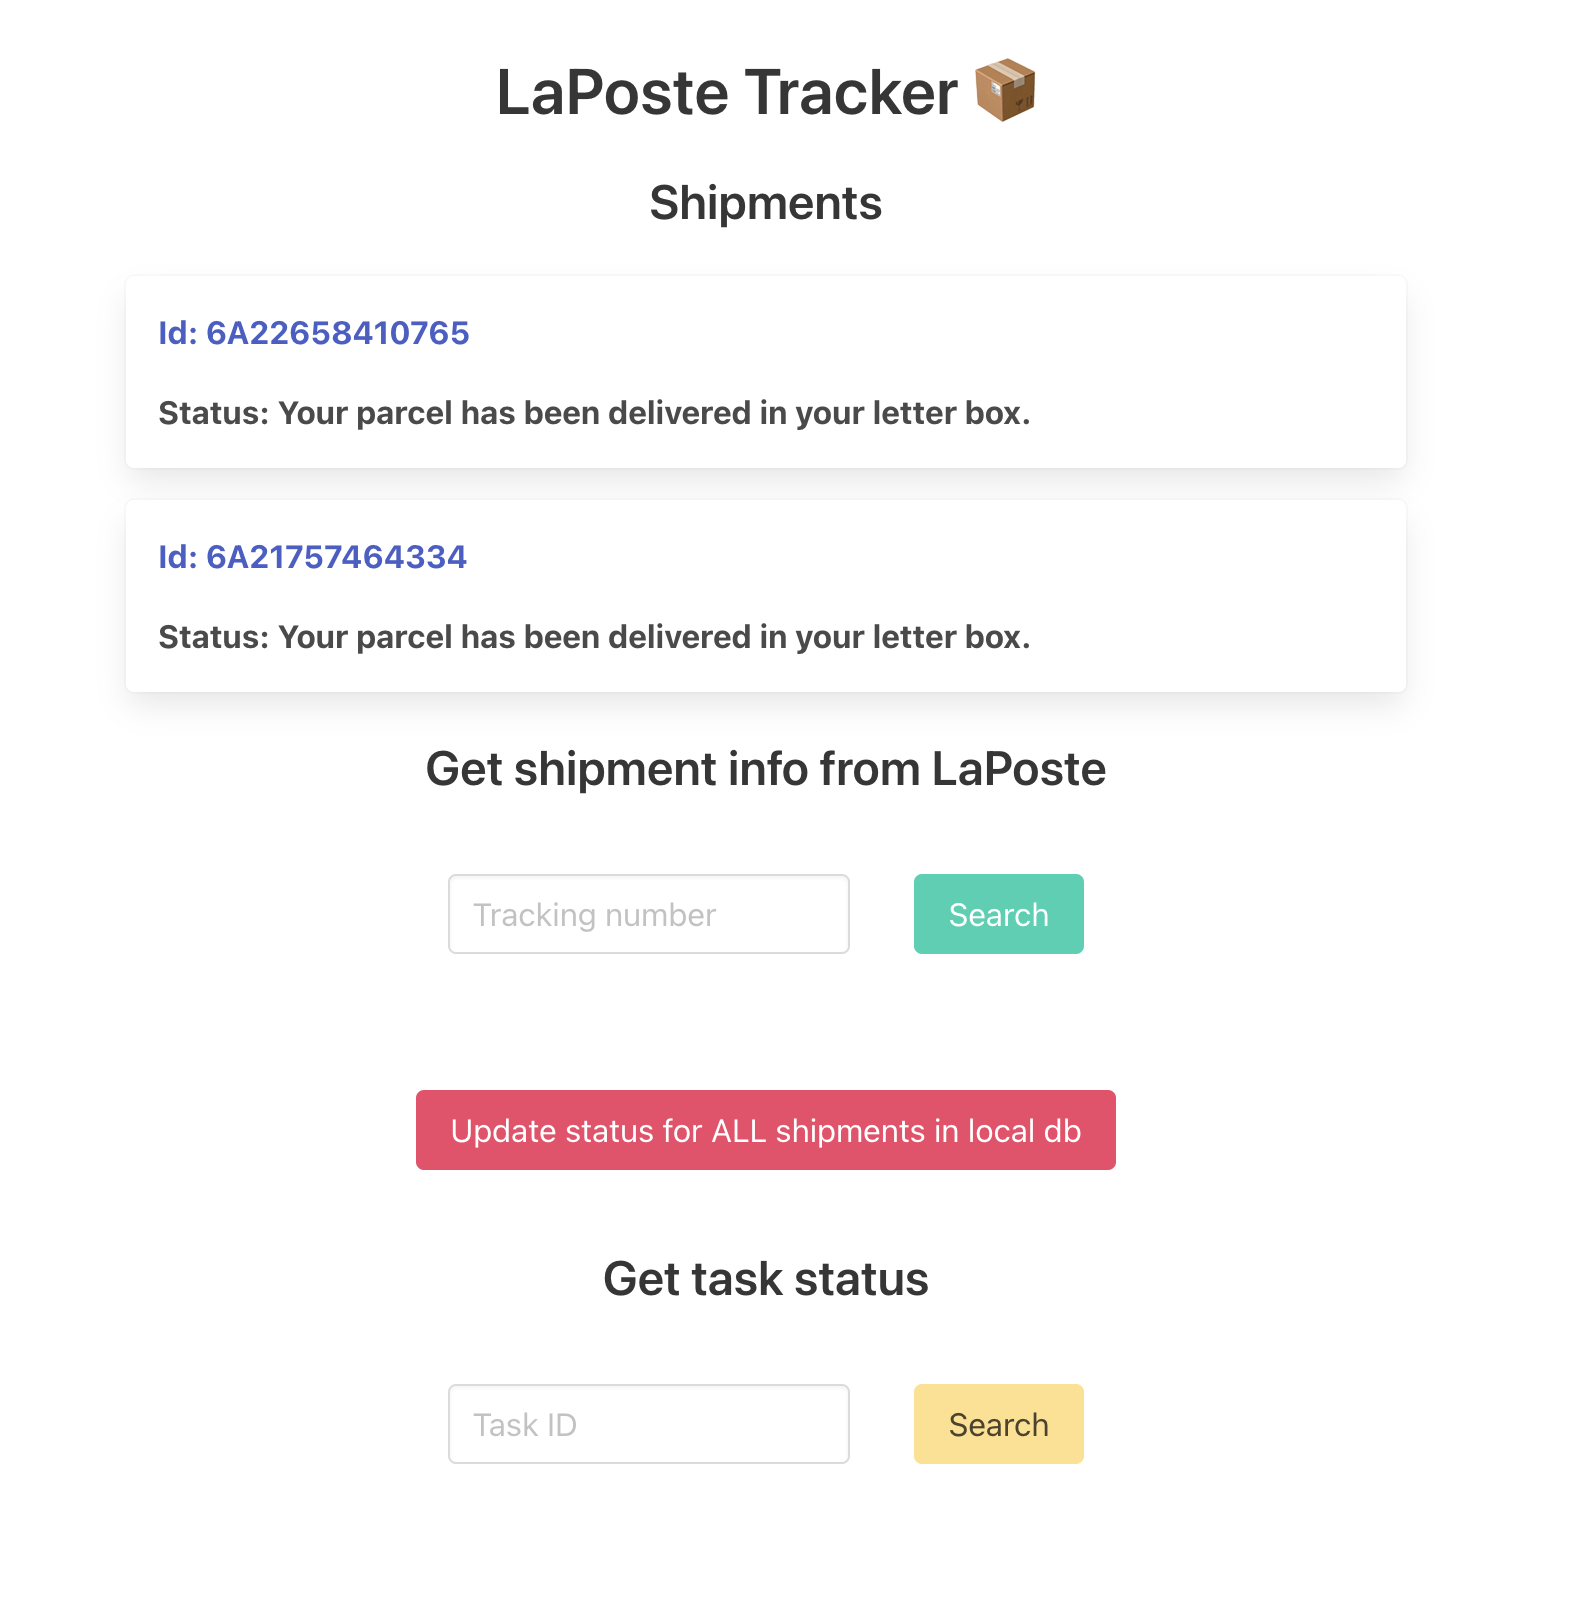 LaPoste Tracker 📦
Shipments
Id: 6A22658410765
Status: Your parcel has been delivered in your letter box.
Id: 6A21757464334
Status: Your parcel has been delivered in your letter box.
Get shipment info from LaPoste
Tracking number
Search
Update status for ALL shipments in local db
Get task status
Task ID
Search